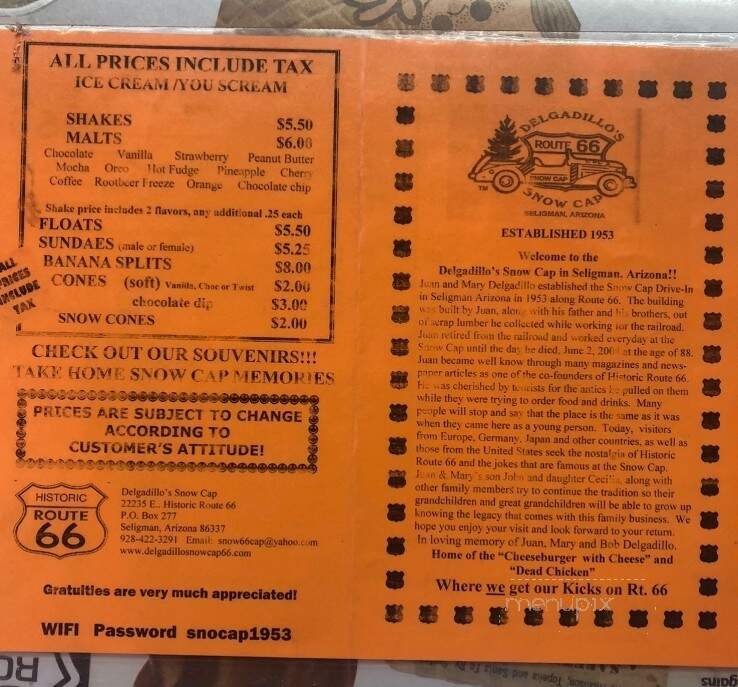 ALL PRICES INCLUDE TAX
ICE CREAM /YOU SCREAM
SHAKES $5.50
MALTS $6.00
Chocolate Vanilla Strawberry Peanut Butter
Mocha Oreo Hot Fudge Pineapple Cherry
Coffee Rootbeer Freeze Orange Chocolate chip
Shake price includes 2 flavors, any additional .25 each
FLOATS $5.50
SUNDAES (male or female) $5.25
BANANA SPLITS $8.00
CONES (soft) Vanilla, Choc or Twist $2.00
chocolate dip $3.00
SNOW CONES $2.00
ALL
PRICES
INCLUDE
TAX
CHECK OUT OUR SOUVENIRS!!!
TAKE HOME SNOW CAP MEMORIES
PRICES ARE SUBJECT TO CHANGE
ACCORDING TO
CUSTOMER'S ATTITUDE!
HISTORIC
ROUTE
66
Delgadillo's Snow Cap
22235 E.. Historic Route 66
P.O. Box 277
Seligman, Arizona 86337
928-422-3291 Email: snow66cap@yahoo.com
www.delgadillosnowcap66.com
Gratuities are very much appreciated!
WIFI Password snocap1953
DELGADILLO'S
ROUTE 66
SNOW CAP
TM
SNOW CAP
SELIGMAN, ARIZONA
ESTABLISHED 1953
Welcome to the
Delgadillo's Snow Cap in Seligman, Arizona!!
Juan and Mary Delgadillo established the Snow Cap Drive-In
in Seligman Arizona in 1953 along Route 66. The building
was built by Juan, along with his father and his brothers, out
of scrap lumber he collected while working for the railroad.
Juan retired from the railroad and worked everyday at the
Snow Cap until the day he died, June 2, 2004 at the age of 88.
Juan became well know through many magazines and news-
paper articles as one of the co-founders of Historic Route 66.
He was cherished by tourists for the antics he pulled on them
while they were trying to order food and drinks. Many
people will stop and say that the place is the same as it was
when they came here as a young person. Today, visitors
from Europe, Germany, Japan and other countries, as well as
those from the United States seek the nostalgia of Historic
Route 66 and the jokes that are famous at the Snow Cap.
Juan & Mary's son John and daughter Cecilia, along with
other family members try to continue the tradition so their
grandchildren and great grandchildren will be able to grow up
knowing the legacy that comes with this family business. We
hope you enjoy your visit and look forward to your return.
In loving memory of Juan, Mary and Bob Delgadillo.
Home of the "Cheeseburger with Cheese" and
"Dead Chicken"
Where we get our Kicks on Rt. 66
menupix